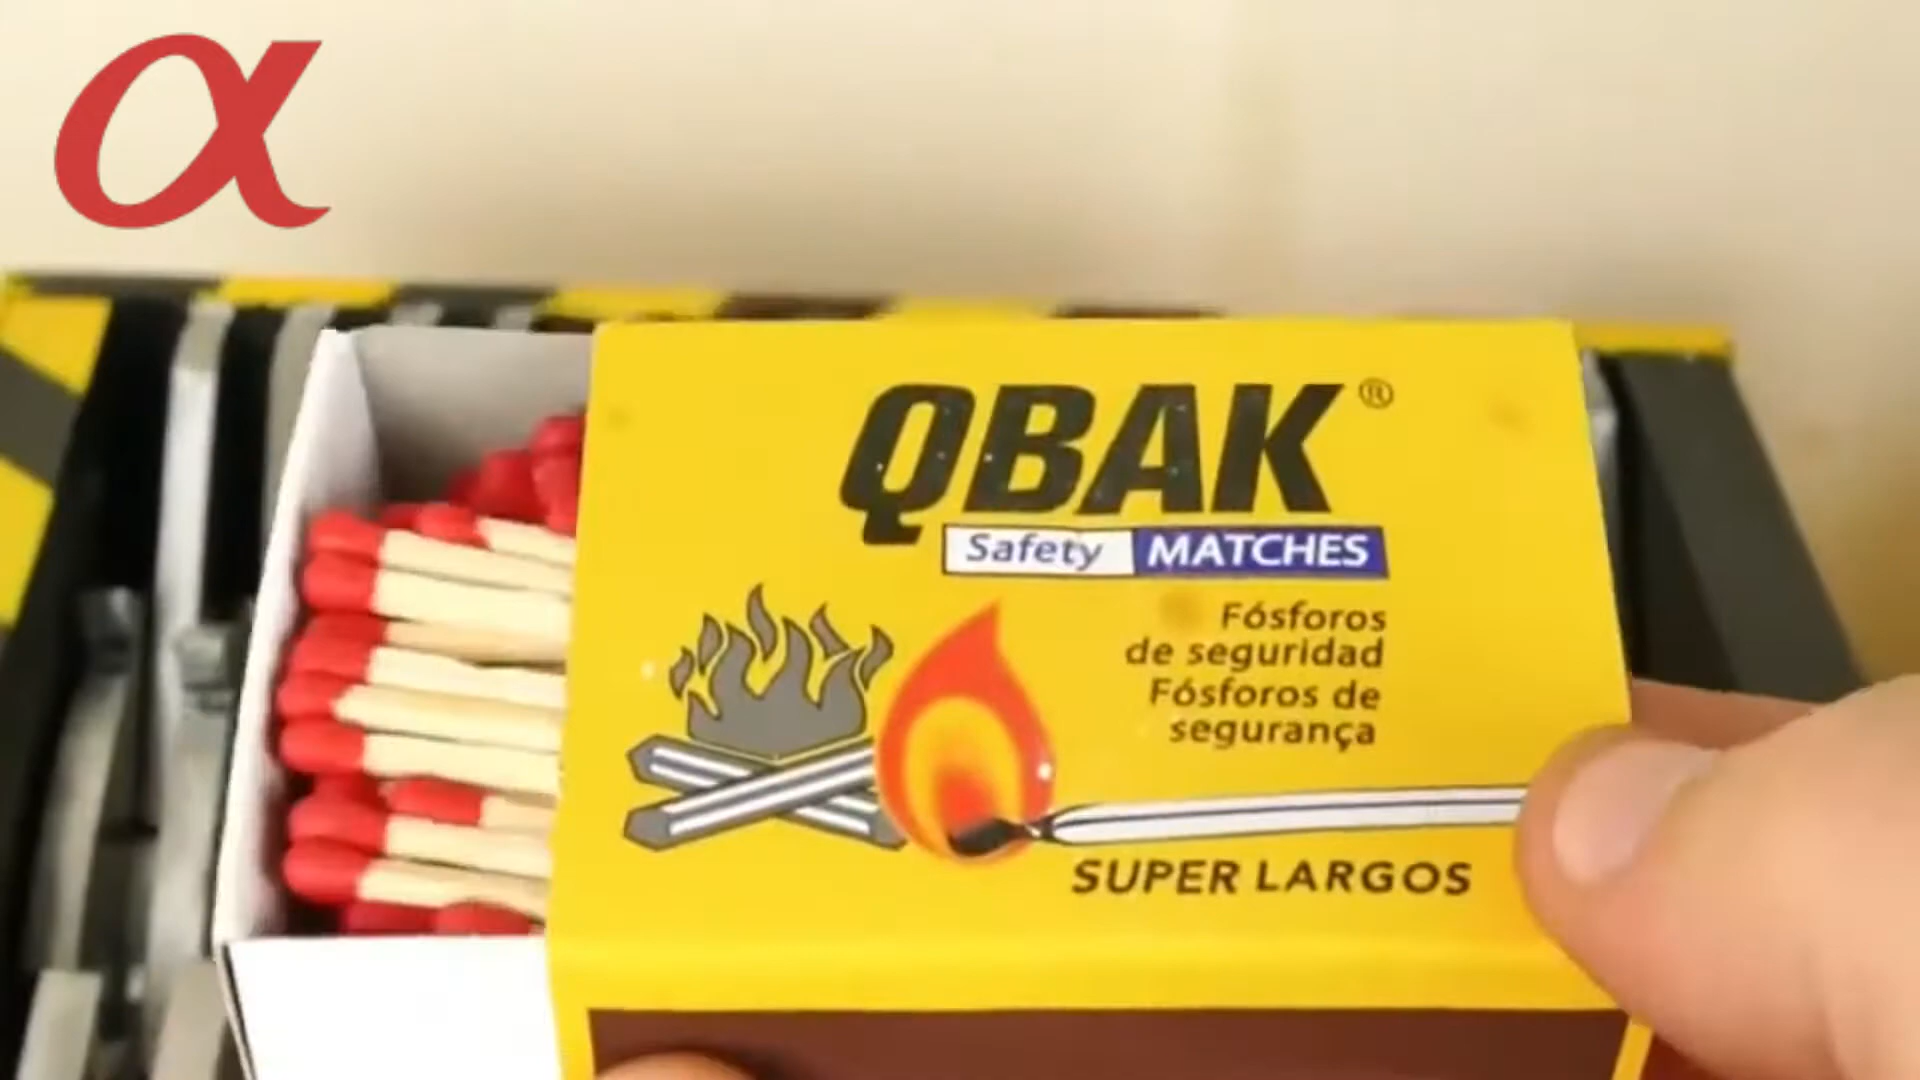 α
QBAK®
Safety MATCHES
Fósforos
de seguridad
Fósforos de
segurança
SUPER LARGOS